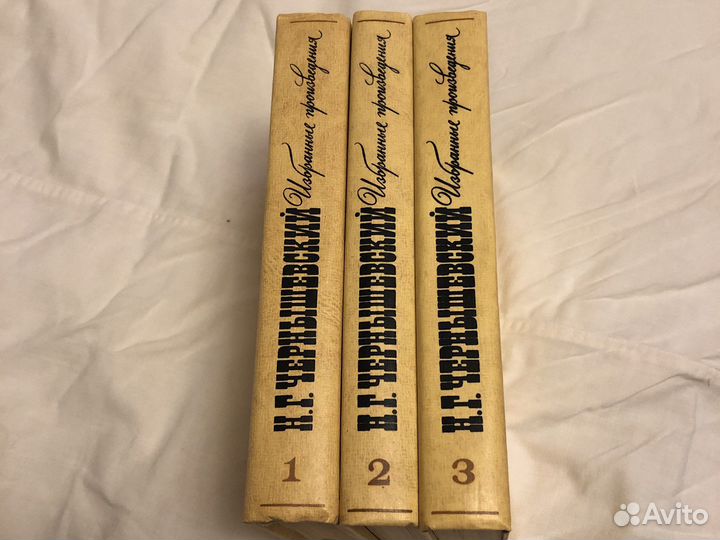 Н.Г. ЧЕРНЫШЕВСКИЙ
Избранные произведения
1
Н.Г. ЧЕРНЫШЕВСКИЙ
Избранные произведения
2
Н.Г. ЧЕРНЫШЕВСКИЙ
Избранные произведения
3
Avito